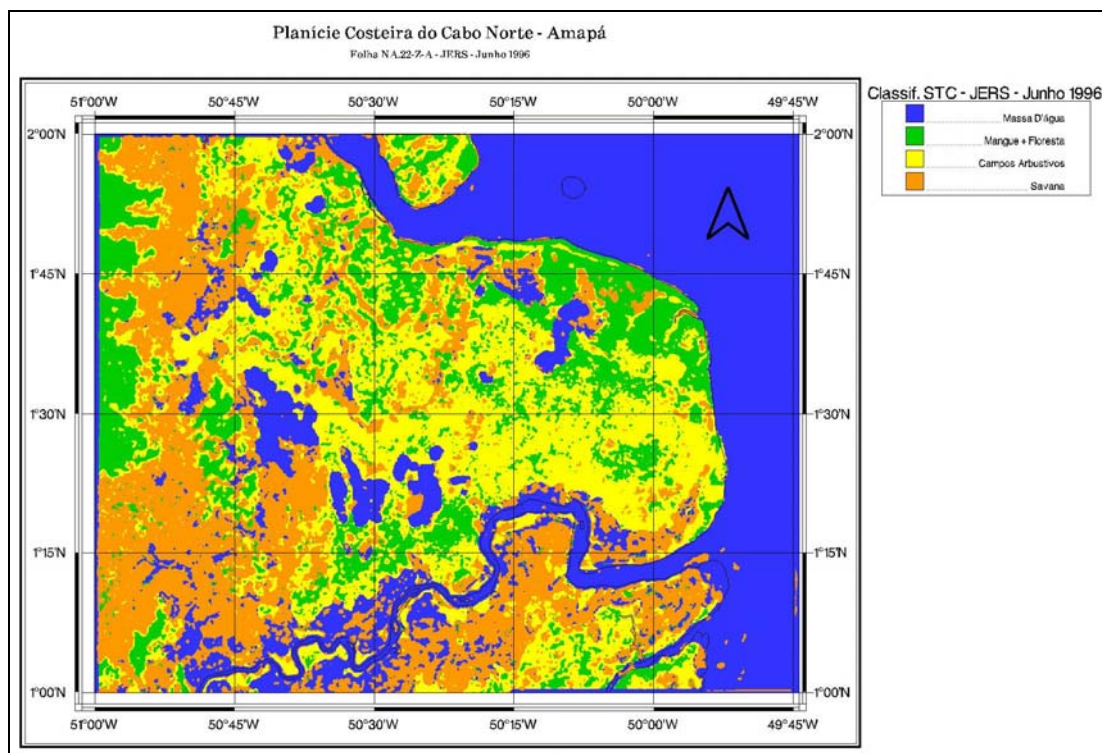 Planície Costeira do Cabo Norte - Amapá
Folha NA.22-Z-A - JERS - Junho 1996
51°00'W 50°45'W 50°30'W 50°15'W 50°00'W 49°45'W
2°00'N 2°00'N
1°45'N 1°45'N
1°30'N 1°30'N
1°15'N 1°15'N
1°00'N 1°00'N
51°00'W 50°45'W 50°30'W 50°15'W 50°00'W 49°45'W
Classif. STC - JERS - Junho 1996
Massa D'água
Mangue + Floresta
Campos Arbustivos
Savana